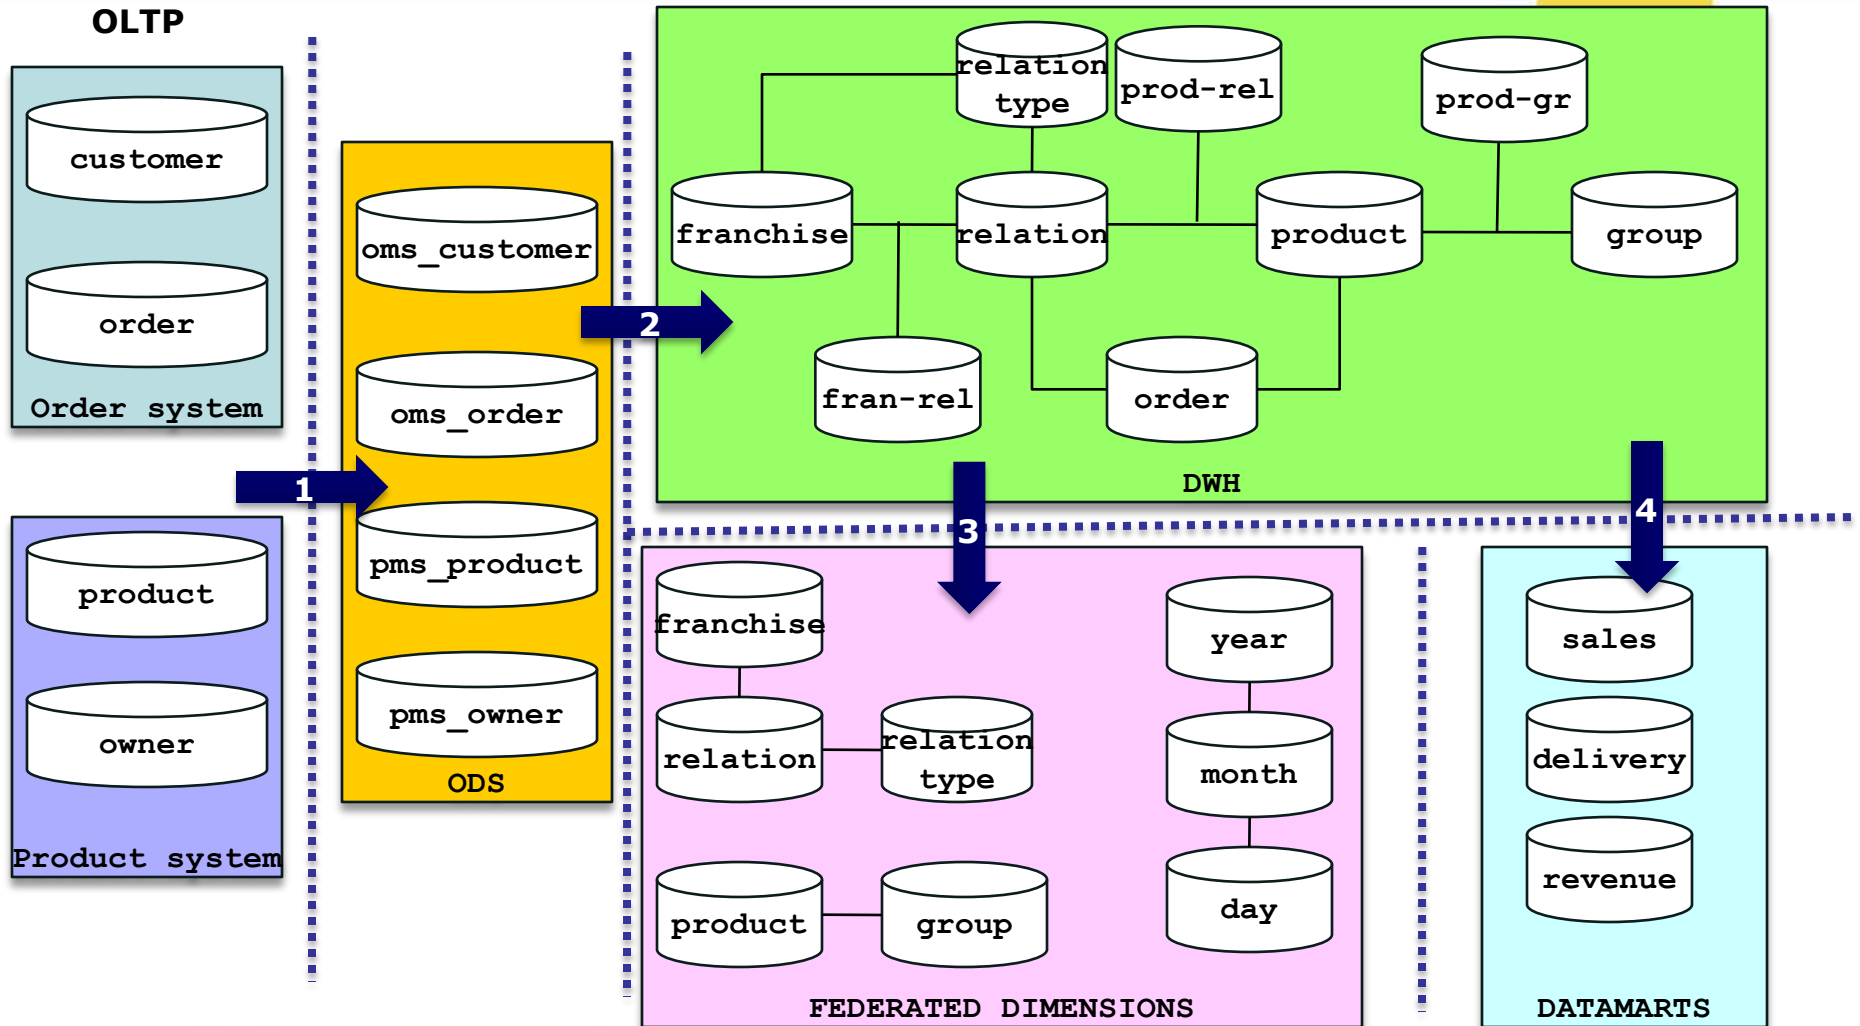 OLTP
customer
order
Order system
product
owner
Product system
1
oms_customer
oms_order
pms_product
pms_owner
ODS
2
relation
type
prod-rel
prod-gr
franchise
relation
product
group
fran-rel
order
DWH
3
4
franchise
relation
relation
type
product
group
year
month
day
FEDERATED DIMENSIONS
sales
delivery
revenue
DATAMARTS